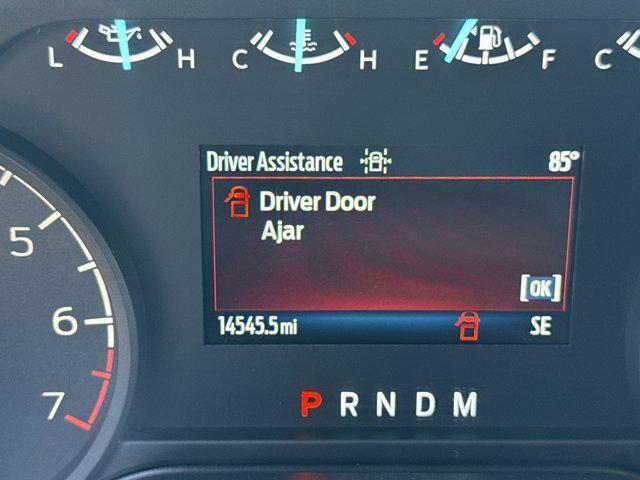 L H C H E F C
Driver Assistance 85°
Driver Door
Ajar
[OK]
14545.5 mi SE
5
6
7
P R N D M